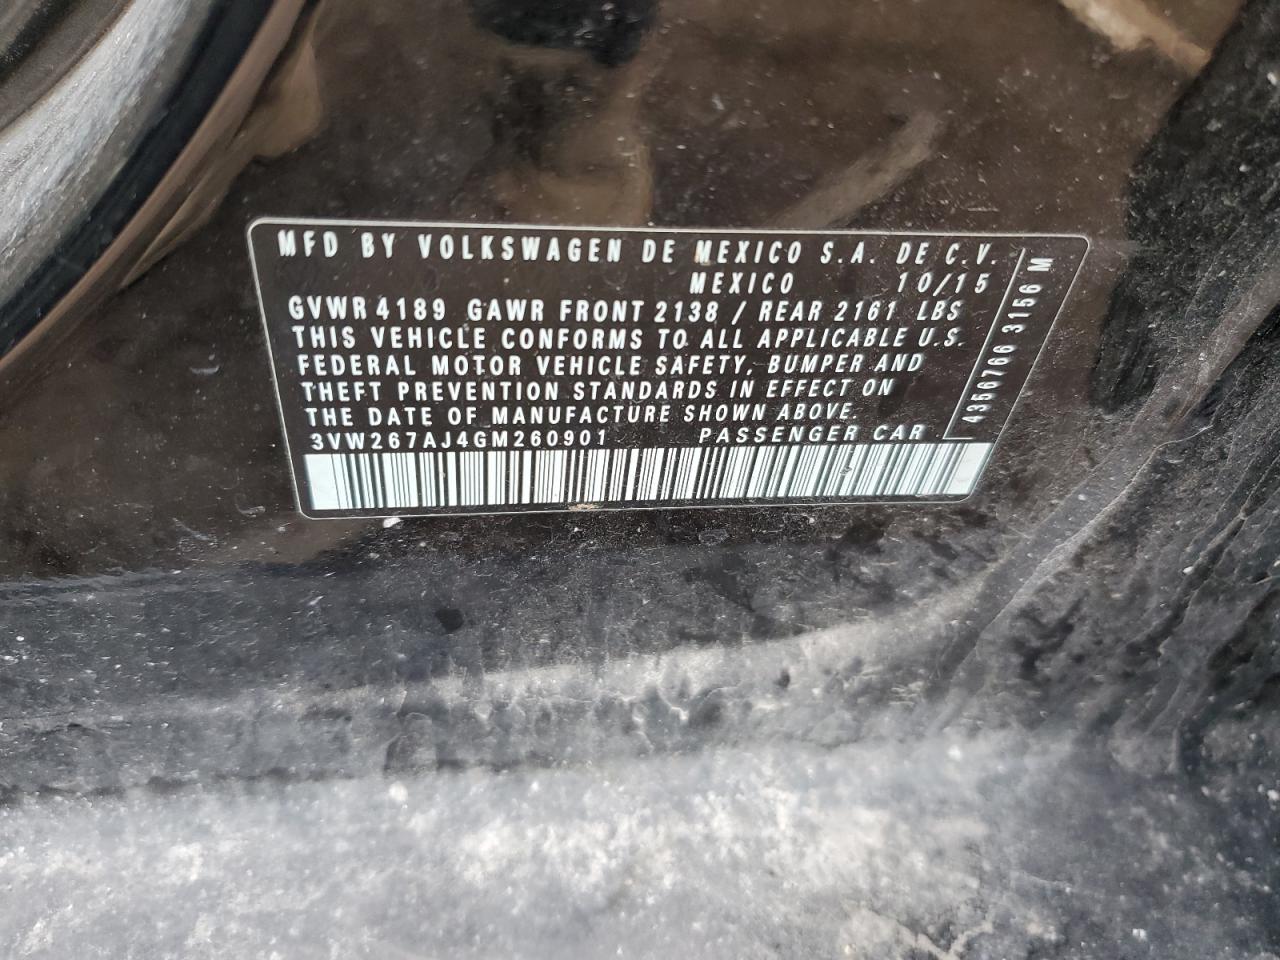 MFD BY VOLKSWAGEN DE MEXICO S.A. DE C.V.
MEXICO 10/15
GVWR 4189 GAWR FRONT 2138 / REAR 2161 LBS
THIS VEHICLE CONFORMS TO ALL APPLICABLE U.S.
FEDERAL MOTOR VEHICLE SAFETY, BUMPER AND
THEFT PREVENTION STANDARDS IN EFFECT ON
THE DATE OF MANUFACTURE SHOWN ABOVE.
3VW267AJ4GM260901 PASSENGER CAR
4356766 3156 M